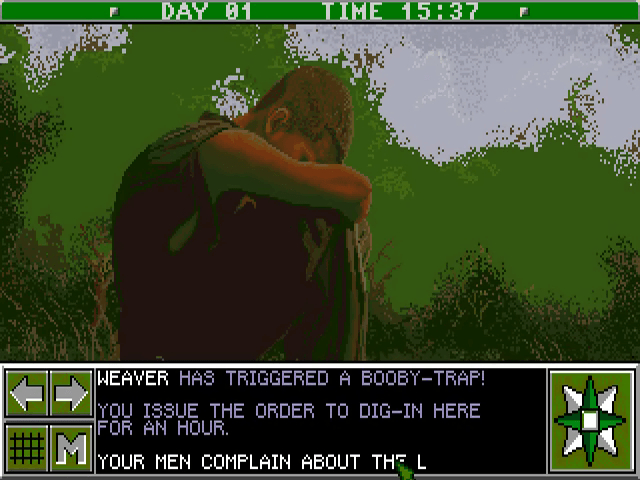 DAY 01 TIME 15:37
WEAVER HAS TRIGGERED A BOOBY-TRAP!
YOU ISSUE THE ORDER TO DIG-IN HERE
FOR AN HOUR.
YOUR MEN COMPLAIN ABOUT THE L
M